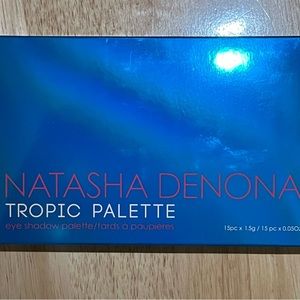 NATASHA DENONA
TROPIC PALETTE
eye shadow palette/fards à paupières
15pc x 1.5g / 15 pc x 0.05OZ